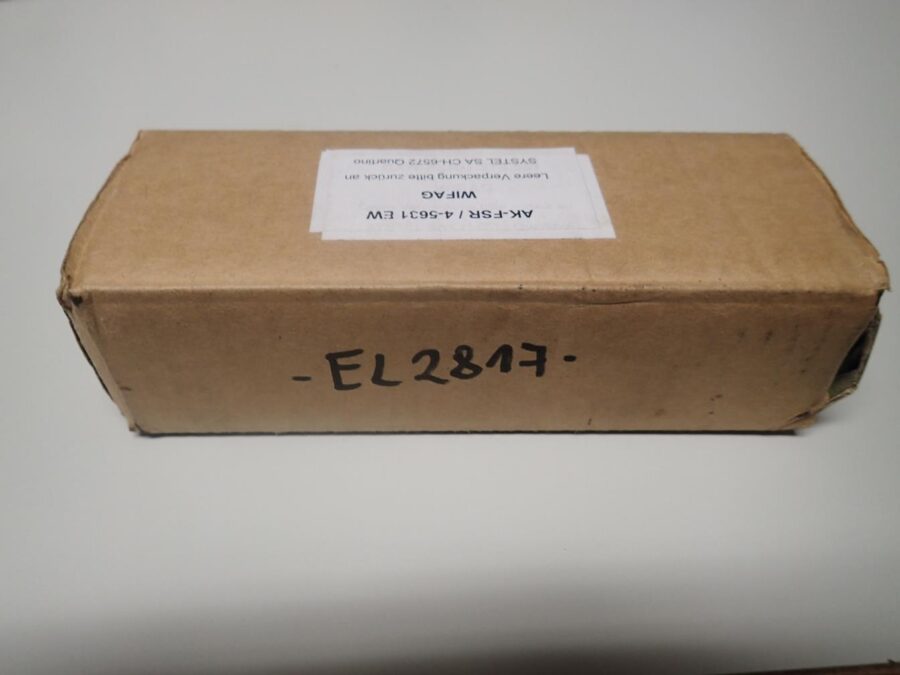 AK-FSR / 4-5631 EW
WIFAG
Leere Verpackung bitte zurück an
SYSTEL SA CH-6572 Quartino
-EL2817-